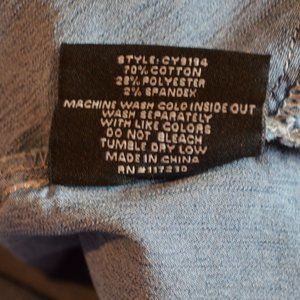 STYLE: CY9194
70% COTTON
28% POLYESTER
2% SPANDEX
MACHINE WASH COLD INSIDE OUT
WASH SEPARATELY
WITH LIKE COLORS
DO NOT BLEACH
TUMBLE DRY LOW
MADE IN CHINA
RN #117230